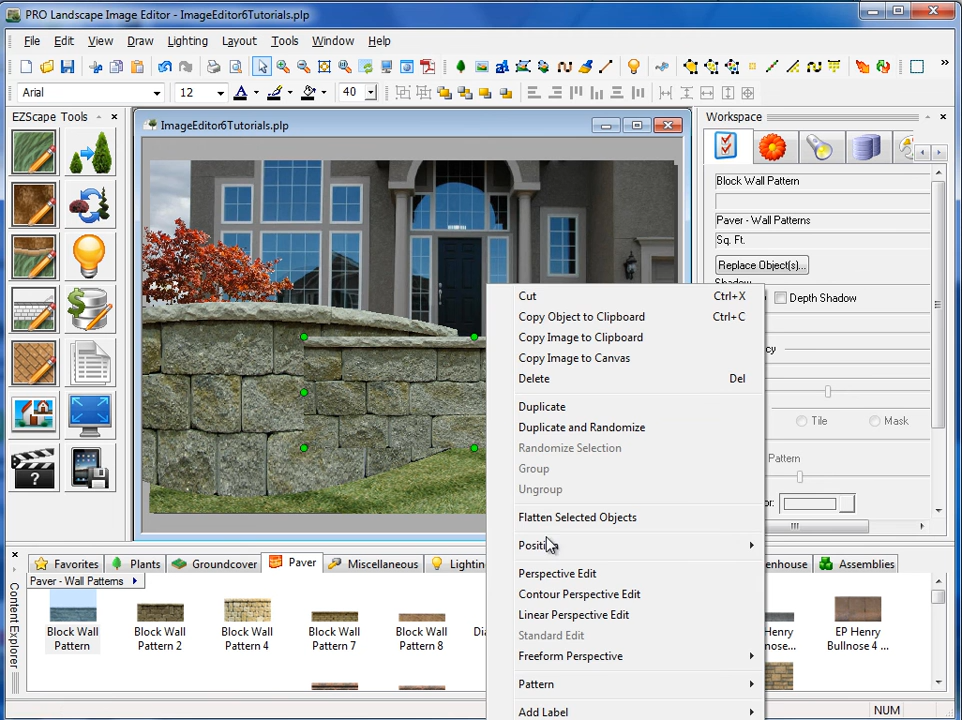 PRO Landscape Image Editor - ImageEditor6Tutorials.plp
File Edit View Draw Lighting Layout Tools Window Help
Arial 12 40
EZScape Tools
ImageEditor6Tutorials.plp
Workspace
Block Wall Pattern
Paver - Wall Patterns
Sq. Ft.
Replace Object(s)...
Shadow
Depth Shadow
Tile Mask
Pattern
Cut Ctrl+X
Copy Object to Clipboard Ctrl+C
Copy Image to Clipboard
Copy Image to Canvas
Delete Del
Duplicate
Duplicate and Randomize
Randomize Selection
Group
Ungroup
Flatten Selected Objects
Perspective Edit
Contour Perspective Edit
Linear Perspective Edit
Standard Edit
Freeform Perspective
Pattern
Add Label
Content Explorer
Favorites Plants Groundcover Paver Miscellaneous Lighting Assemblies
Paver - Wall Patterns
Block Wall Pattern
Block Wall Pattern 2
Block Wall Pattern 4
Block Wall Pattern 7
Block Wall Pattern 8
Henry
EP Henry Bullnose 4 ...
NUM